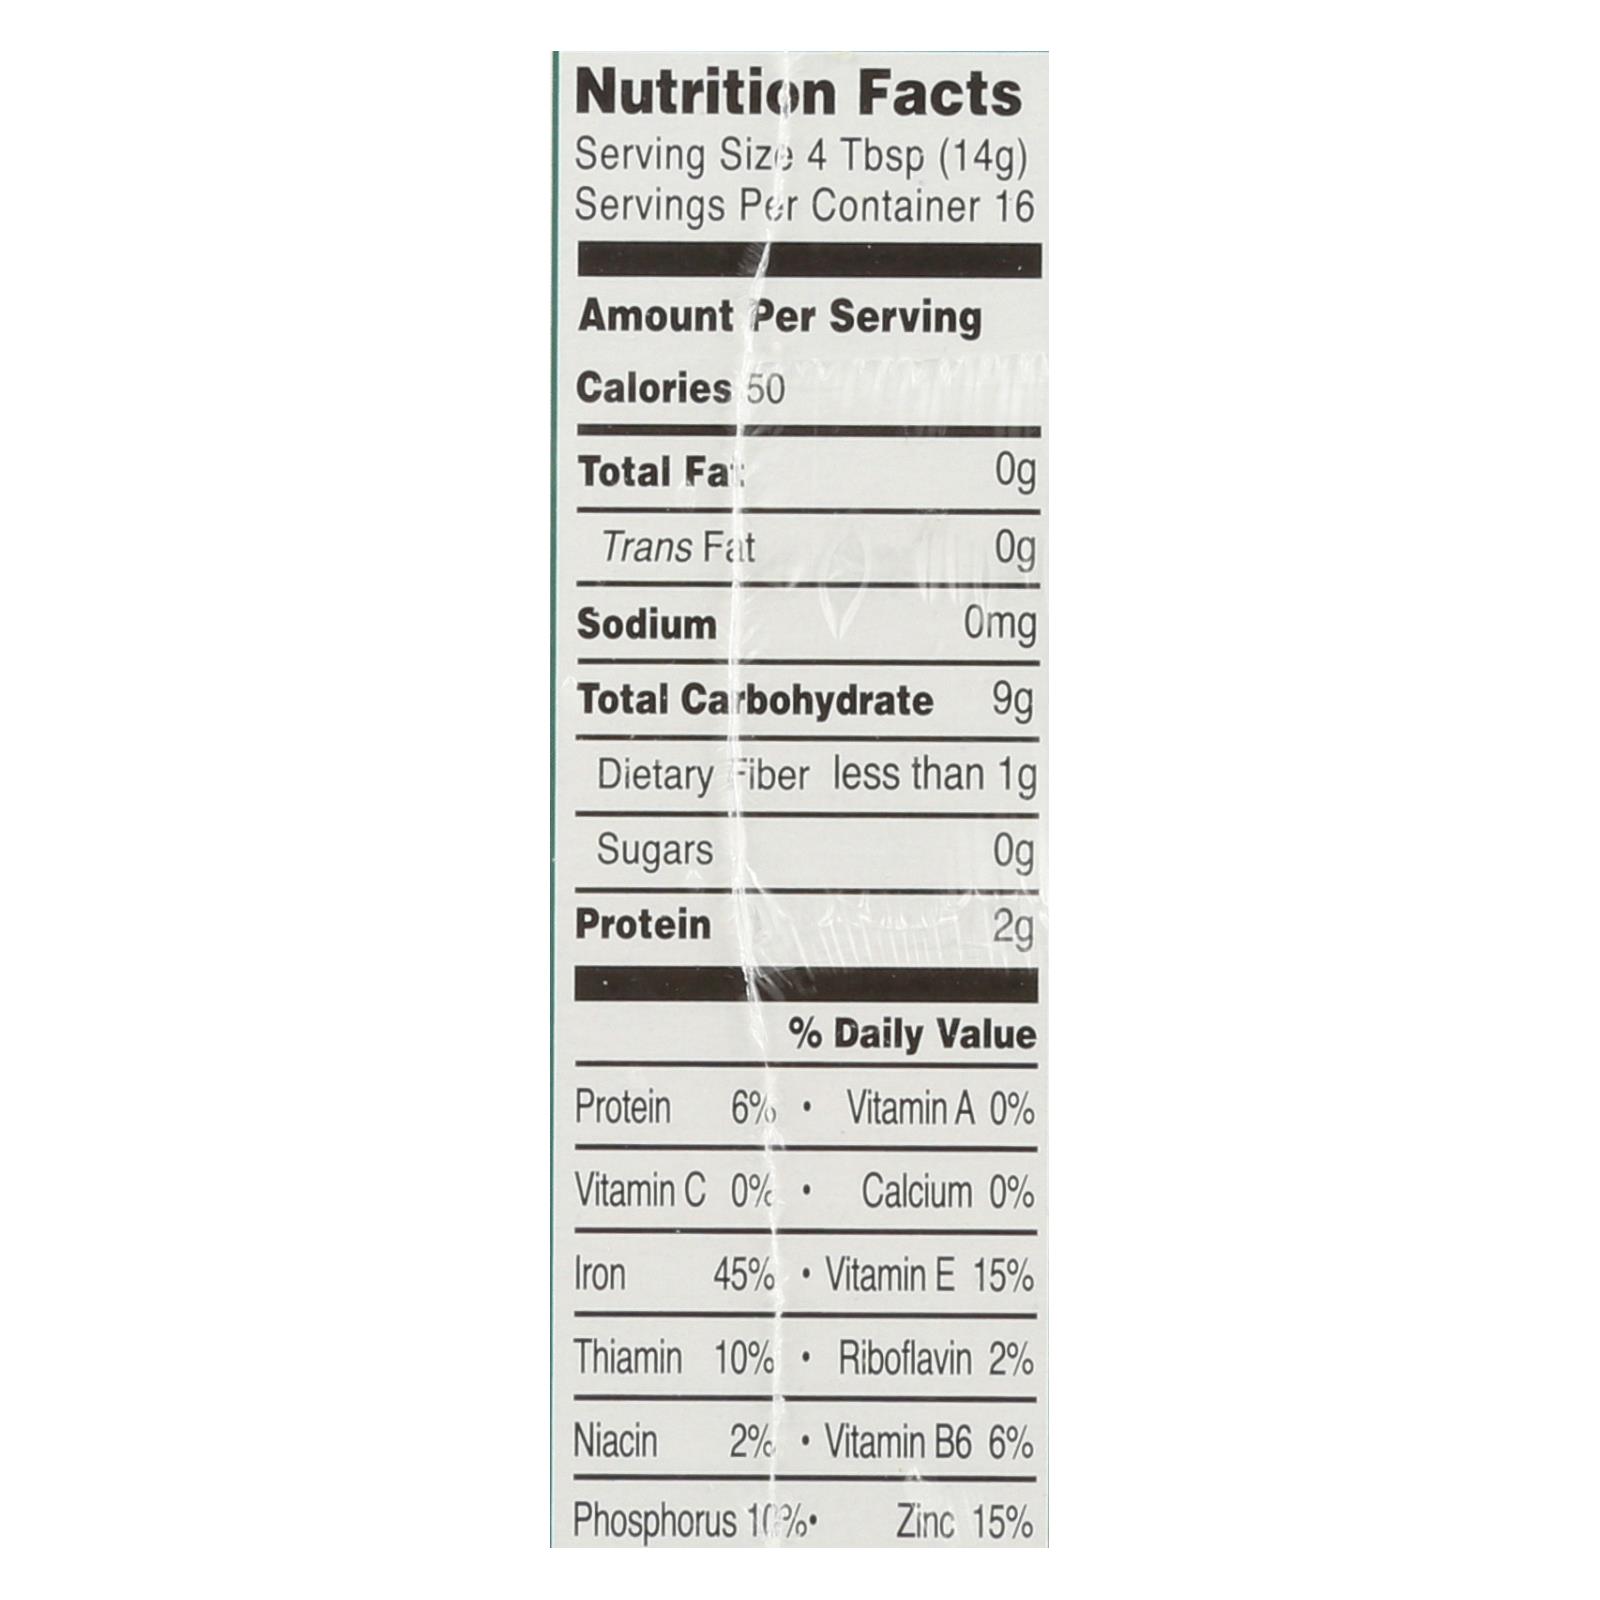 Nutrition Facts
Serving Size 4 Tbsp (14g)
Servings Per Container 16
Amount Per Serving
Calories 50
Total Fat 0g
Trans Fat 0g
Sodium 0mg
Total Carbohydrate 9g
Dietary Fiber less than 1g
Sugars 0g
Protein 2g
% Daily Value
Protein 6% • Vitamin A 0%
Vitamin C 0% • Calcium 0%
Iron 45% • Vitamin E 15%
Thiamin 10% • Riboflavin 2%
Niacin 2% • Vitamin B6 6%
Phosphorus 10% • Zinc 15%